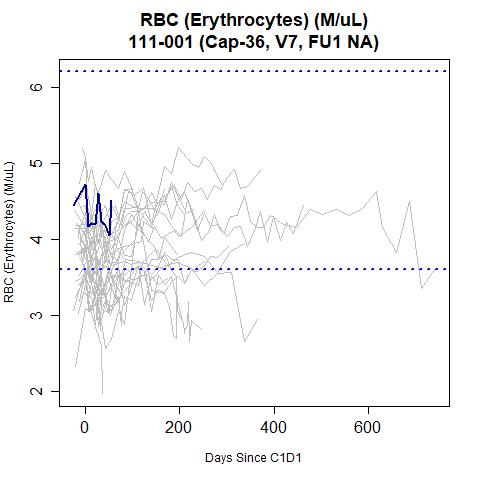 RBC (Erythrocytes) (M/uL)
111-001 (Cap-36, V7, FU1 NA)
RBC (Erythrocytes) (M/uL)
6
5
4
3
2
0
200
400
600
Days Since C1D1